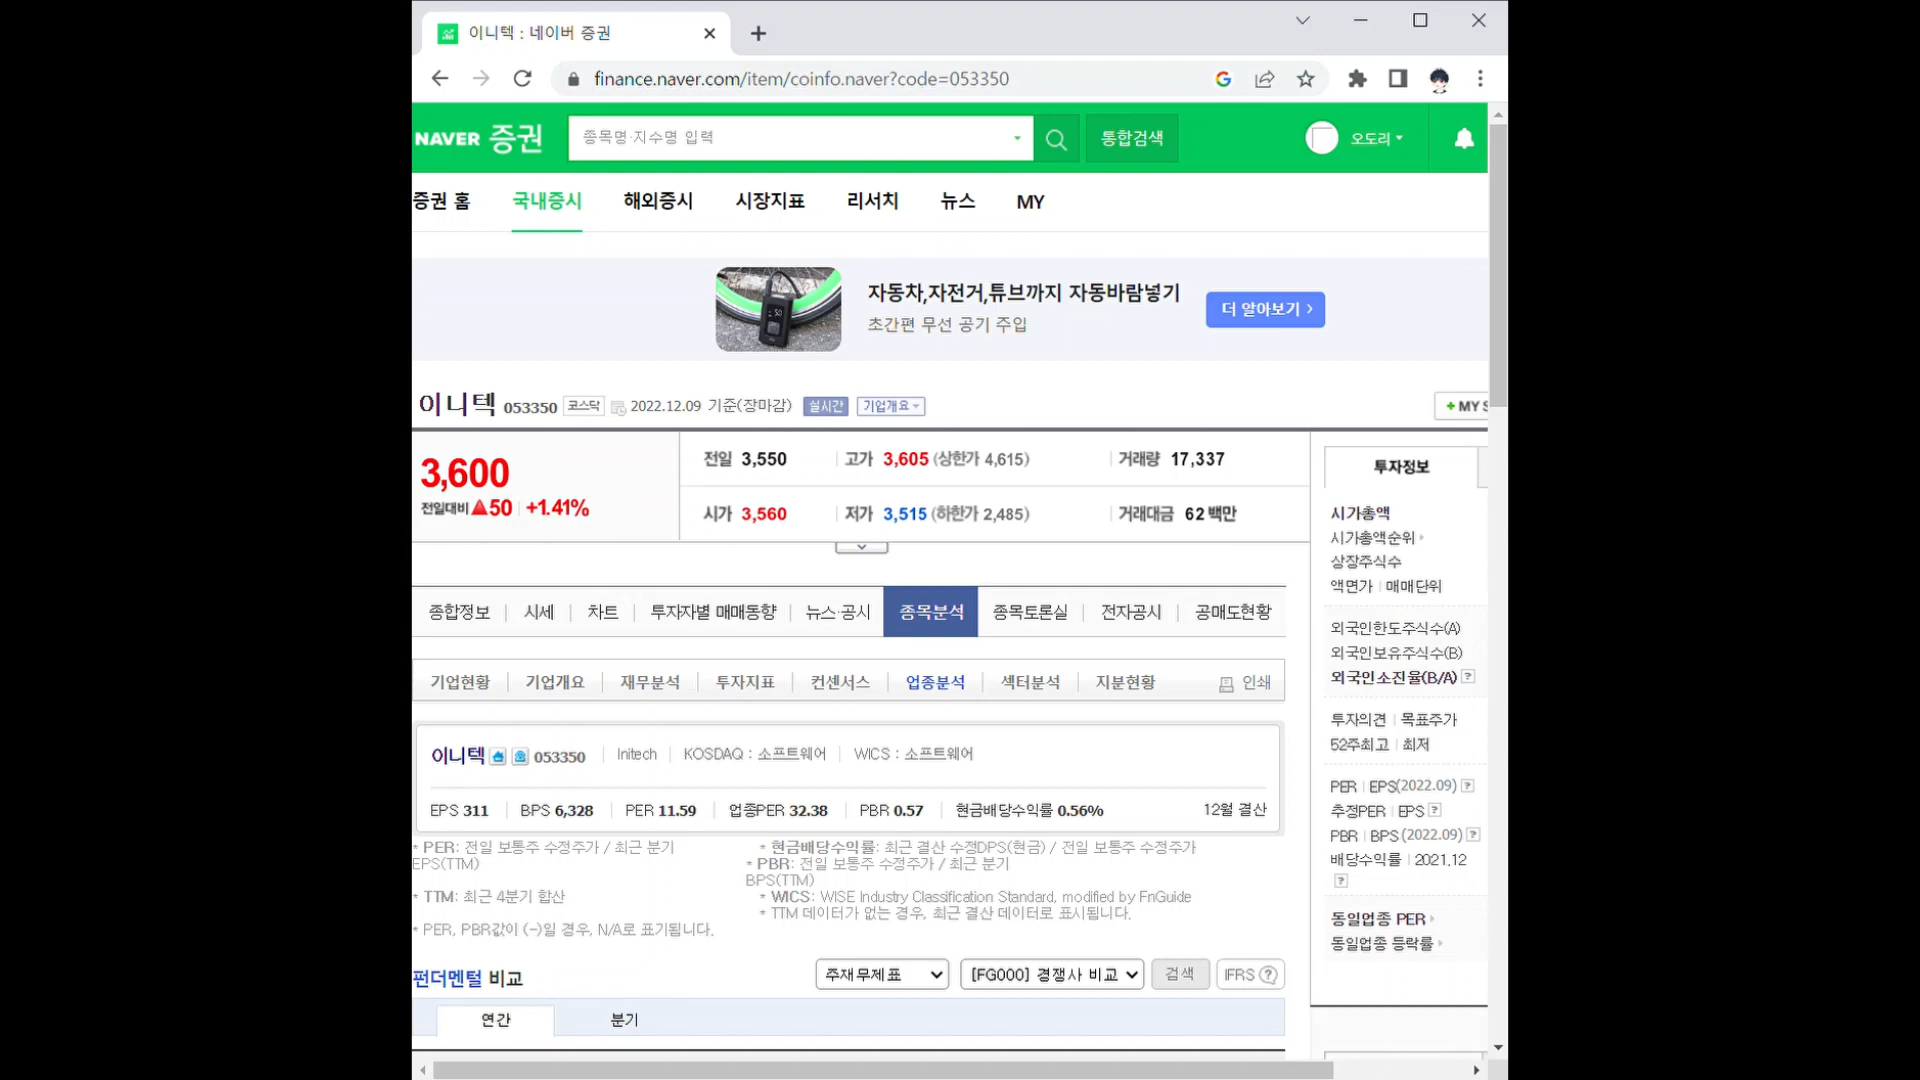 이니텍 : 네이버 증권
finance.naver.com/item/coinfo.naver?code=053350
NAVER 증권 종목명·지수명 입력 통합검색 오도리
증권 홈 국내증시 해외증시 시장지표 리서치 뉴스 MY
자동차,자전거,튜브까지 자동바람넣기
초간편 무선 공기 주입
더 알아보기 >
이니텍 053350 코스닥 2022.12.09 기준(장마감) 실시간 기업개요 + MY S
3,600
전일대비 ▲50 +1.41%
전일 3,550 고가 3,605 (상한가 4,615) 거래량 17,337
시가 3,560 저가 3,515 (하한가 2,485) 거래대금 62 백만
종합정보 시세 차트 투자자별 매매동향 뉴스·공시 종목분석 종목토론실 전자공시 공매도현황
기업현황 기업개요 재무분석 투자지표 컨센서스 업종분석 섹터분석 지분현황 인쇄
이니텍 053350 Initech KOSDAQ : 소프트웨어 WICS : 소프트웨어
EPS 311 BPS 6,328 PER 11.59 업종PER 32.38 PBR 0.57 현금배당수익률 0.56% 12월 결산
* PER: 전일 보통주 수정주가 / 최근 분기
EPS(TTM)
* TTM: 최근 4분기 합산
* PER, PBR값이 (-)일 경우, N/A로 표기됩니다.
* 현금배당수익률: 최근 결산 수정DPS(현금) / 전일 보통주 수정주가
* PBR: 전일 보통주 수정주가 / 최근 분기
BPS(TTM)
* WICS: WISE Industry Classification Standard, modified by FnGuide
* TTM 데이터가 없는 경우, 최근 결산 데이터로 표시됩니다.
펀더멘털 비교 주재무제표 [FG000] 경쟁사 비교 검색 IFRS ?
연간 분기
투자정보
시가총액
시가총액순위
상장주식수
액면가 매매단위
외국인한도주식수(A)
외국인보유주식수(B)
외국인소진율(B/A) ?
투자의견 목표주가
52주최고 최저
PER EPS(2022.09) ?
추정PER EPS ?
PBR BPS (2022.09) ?
배당수익률 2021.12
?
동일업종 PER
동일업종 등락률